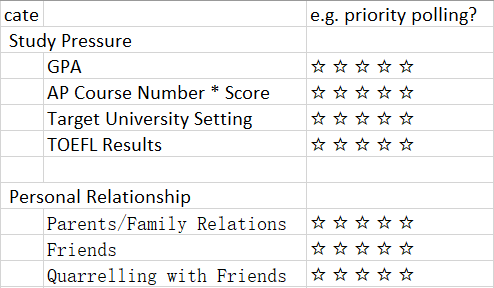 cate e.g. priority polling?
Study Pressure
GPA ☆ ☆ ☆ ☆ ☆
AP Course Number * Score ☆ ☆ ☆ ☆ ☆
Target University Setting ☆ ☆ ☆ ☆ ☆
TOEFL Results ☆ ☆ ☆ ☆ ☆
Personal Relationship
Parents/Family Relations ☆ ☆ ☆ ☆ ☆
Friends ☆ ☆ ☆ ☆ ☆
Quarrelling with Friends ☆ ☆ ☆ ☆ ☆